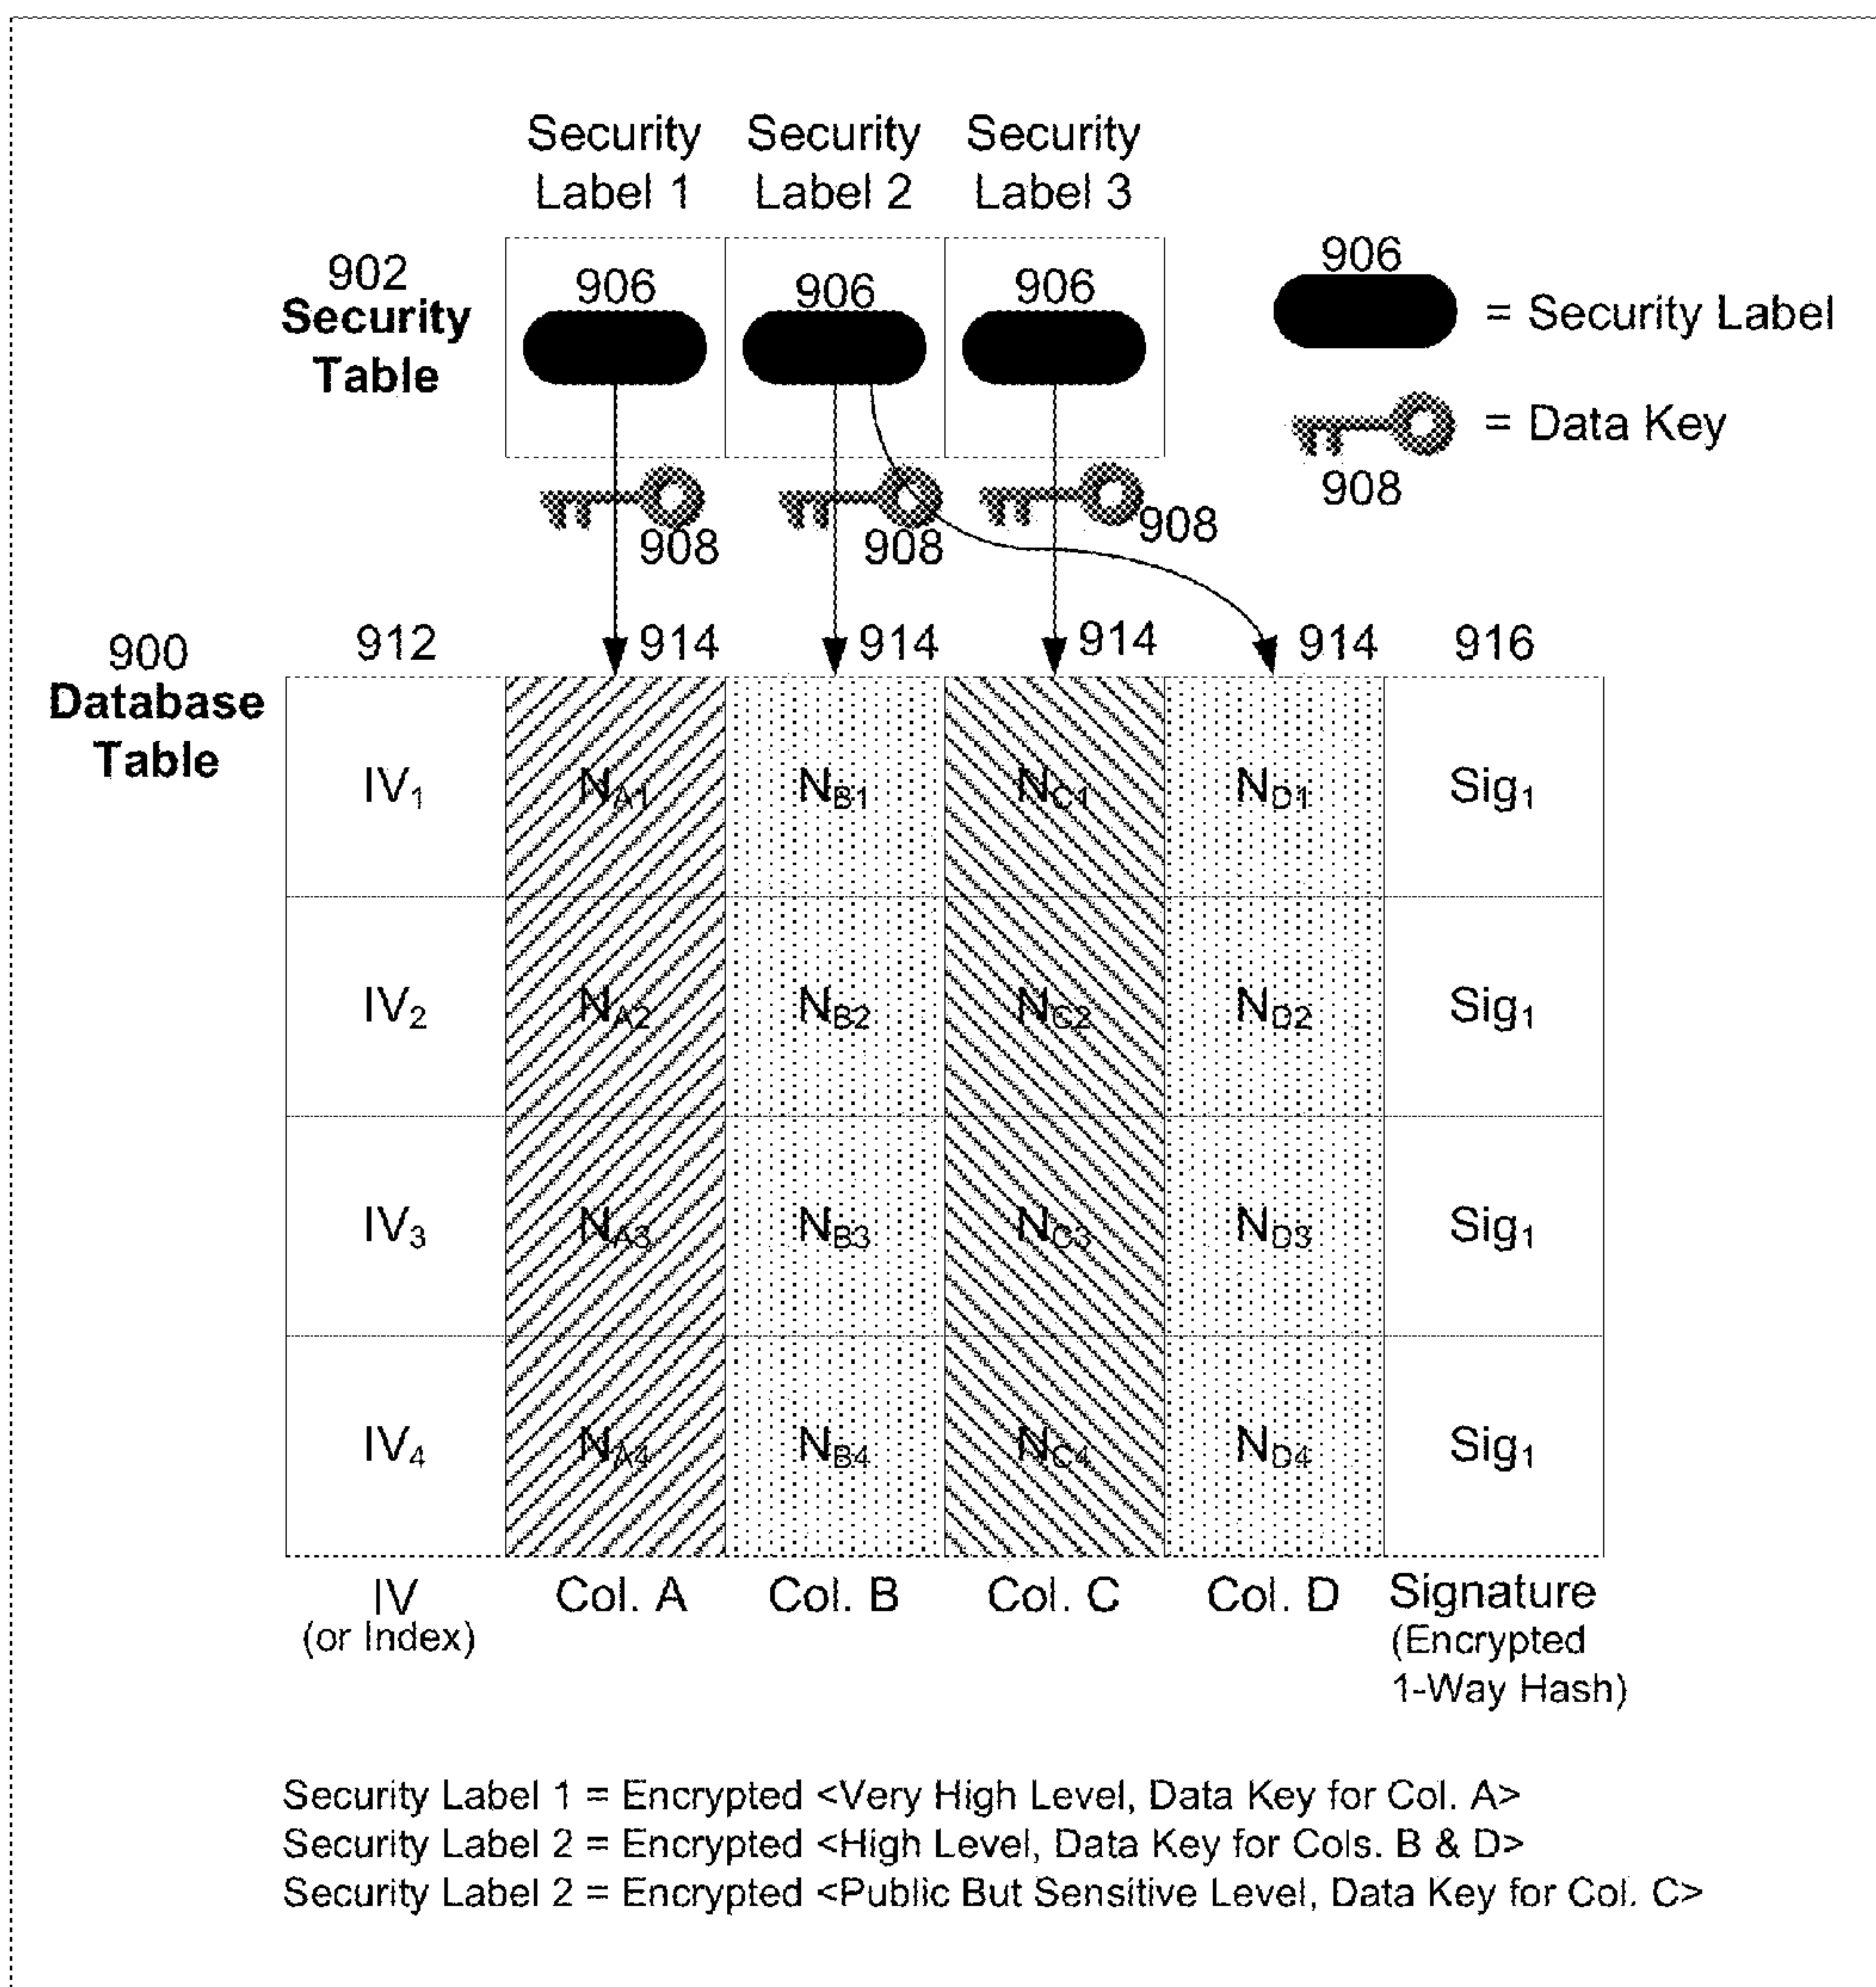 Security Label 1
Security Label 2
Security Label 3
902
Security Table
906
906
906
906
= Security Label
= Data Key
908
908
908
908
900
Database Table
912
914
914
914
914
916
IV1 NA1 NB1 NC1 ND1 Sig1
IV2 NA2 NB2 NC2 ND2 Sig1
IV3 NA3 NB3 NC3 ND3 Sig1
IV4 NA4 NB4 NC4 ND4 Sig1
IV (or Index)
Col. A
Col. B
Col. C
Col. D
Signature
(Encrypted
1-Way Hash)
Security Label 1 = Encrypted <Very High Level, Data Key for Col. A>
Security Label 2 = Encrypted <High Level, Data Key for Cols. B & D>
Security Label 2 = Encrypted <Public But Sensitive Level, Data Key for Col. C>